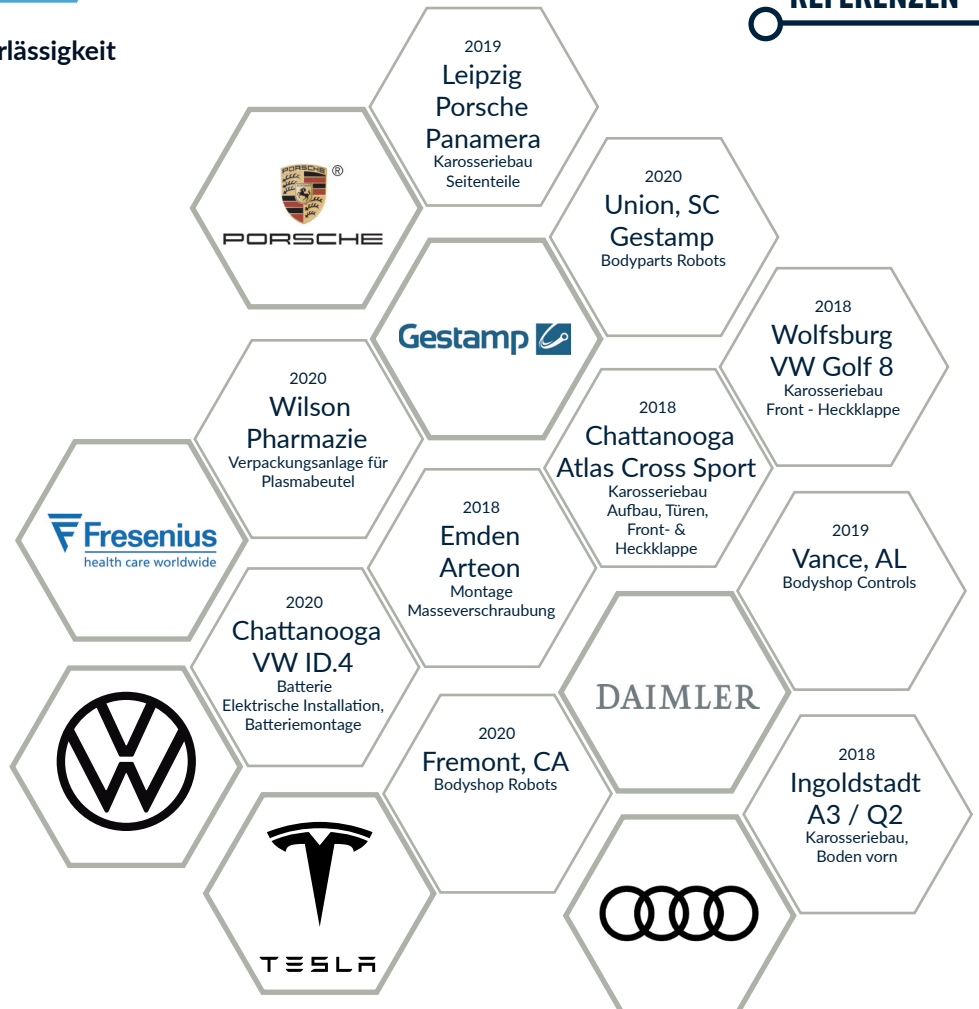 REFERENZEN
rlässigkeit
2019
Leipzig
Porsche
Panamera
Karosseriebau
Seitenteile
PORSCHE
®
PORSCHE
2020
Union, SC
Gestamp
Bodyparts Robots
Gestamp
2018
Wolfsburg
VW Golf 8
Karosseriebau
Front - Heckklappe
2020
Wilson
Pharmazie
Verpackungsanlage für
Plasmabeutel
2018
Chattanooga
Atlas Cross Sport
Karosseriebau
Aufbau, Türen,
Front- &
Heckklappe
Fresenius
health care worldwide
2018
Emden
Arteon
Montage
Masseverschraubung
2019
Vance, AL
Bodyshop Controls
2020
Chattanooga
VW ID.4
Batterie
Elektrische Installation,
Batteriemontage
DAIMLER
VW
2020
Fremont, CA
Bodyshop Robots
2018
Ingoldstadt
A3 / Q2
Karosseriebau,
Boden vorn
TESLA